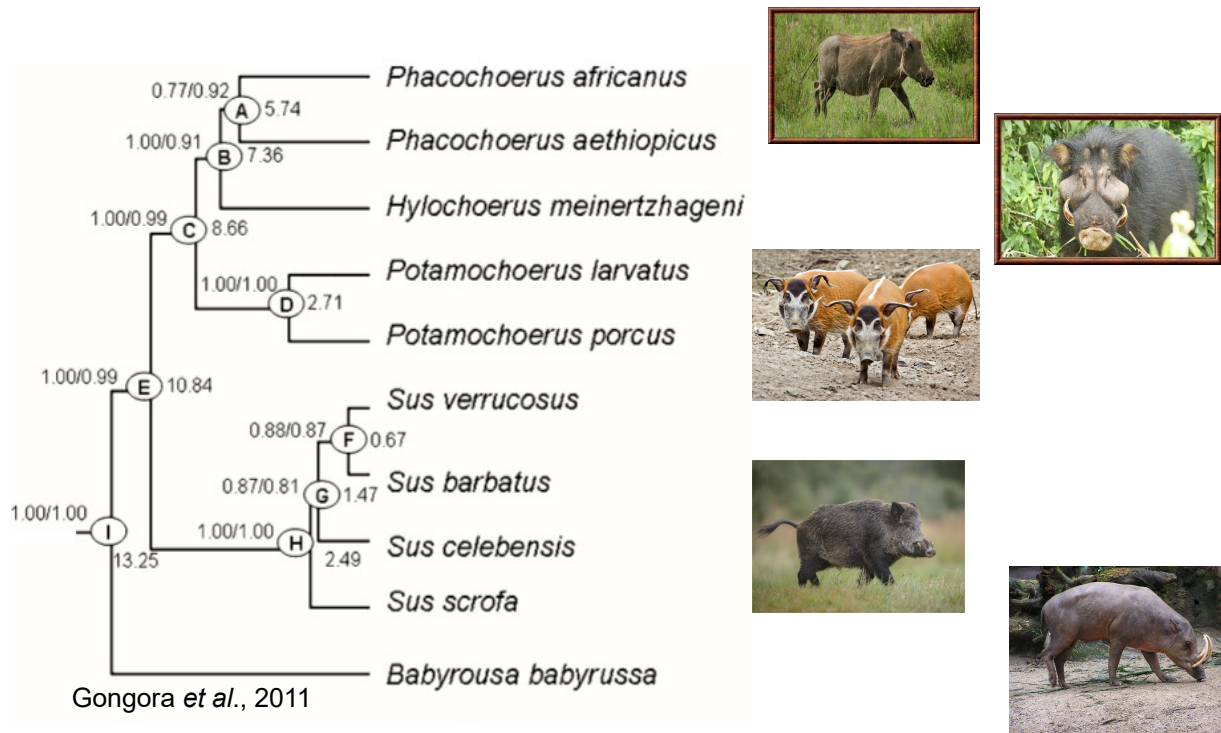 Phacochoerus africanus
0.77/0.92
A
5.74
Phacochoerus aethiopicus
1.00/0.91
B
7.36
Hylochoerus meinertzhageni
1.00/0.99
C
8.66
Potamochoerus larvatus
1.00/1.00
D
2.71
Potamochoerus porcus
1.00/0.99
E
10.84
Sus verrucosus
0.88/0.87
F
0.67
Sus barbatus
0.87/0.81
G
1.47
Sus celebensis
1.00/1.00
H
2.49
1.00/1.00
I
13.25
Sus scrofa
Babyrousa babyrussa
Gongora et al., 2011